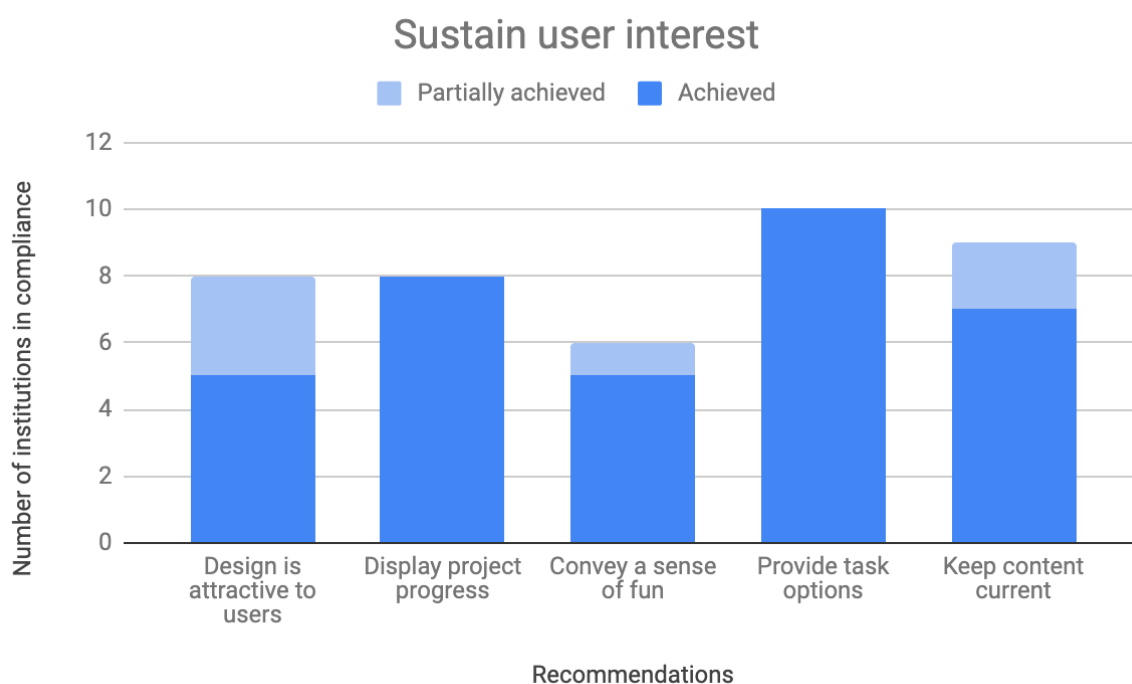 Sustain user interest
Partially achieved
Achieved
Number of institutions in compliance
12
10
8
6
4
2
0
Design is
attractive to
users
Display project
progress
Convey a sense
of fun
Provide task
options
Keep content
current
Recommendations